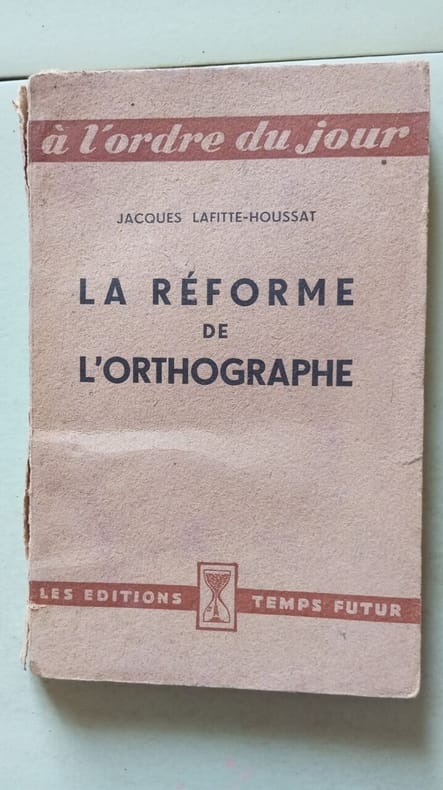 à l'ordre du jour
JACQUES LAFITTE-HOUSSAT
LA RÉFORME
DE
L'ORTHOGRAPHE
LES EDITIONS TEMPS FUTUR